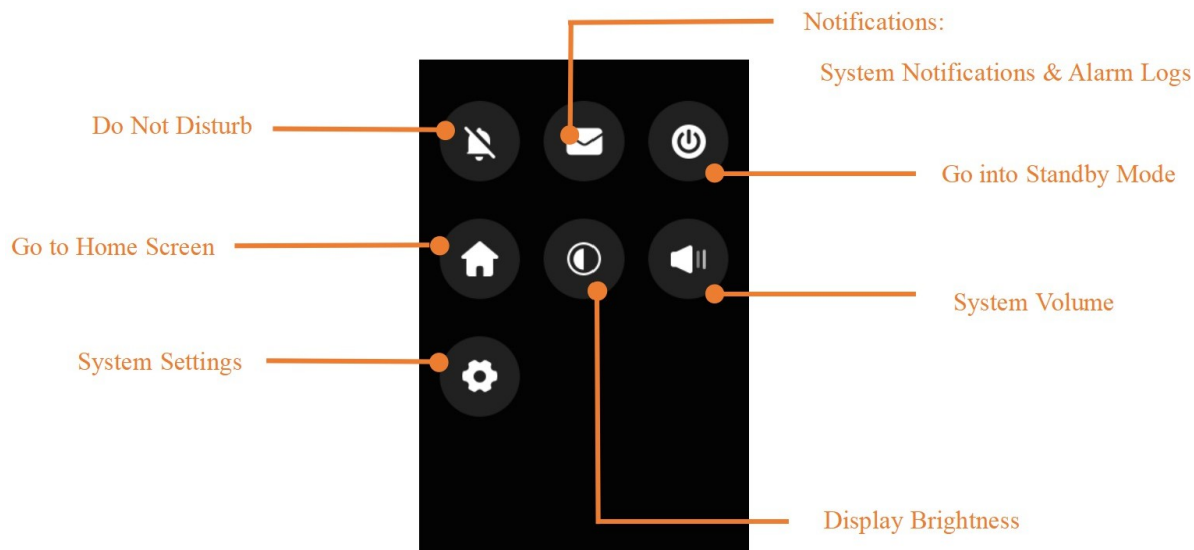 Notifications:
System Notifications & Alarm Logs
Do Not Disturb
Go into Standby Mode
Go to Home Screen
System Volume
System Settings
Display Brightness